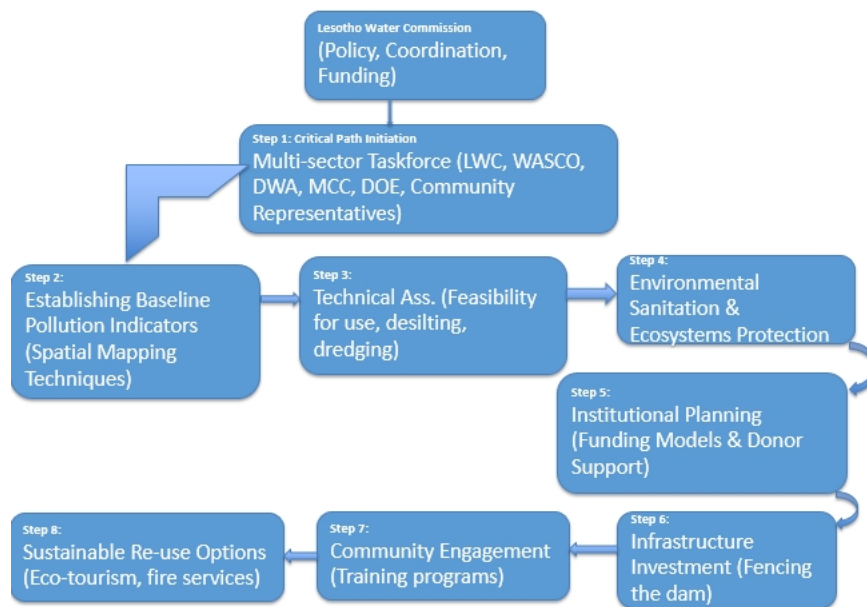 Lesotho Water Commission
(Policy, Coordination,
Funding)
Step 1: Critical Path Initiation
Multi-sector Taskforce (LWC, WASCO,
DWA, MCC, DOE, Community
Representatives)
Step 2:
Establishing Baseline
Pollution Indicators
(Spatial Mapping
Techniques)
Step 3:
Technical Ass. (Feasibility
for use, desilting,
dredging)
Step 4:
Environmental
Sanitation &
Ecosystems Protection
Step 5:
Institutional Planning
(Funding Models & Donor
Support)
Step 6:
Infrastructure
Investment (Fencing
the dam)
Step 7:
Community Engagement
(Training programs)
Step 8:
Sustainable Re-use Options
(Eco-tourism, fire services)